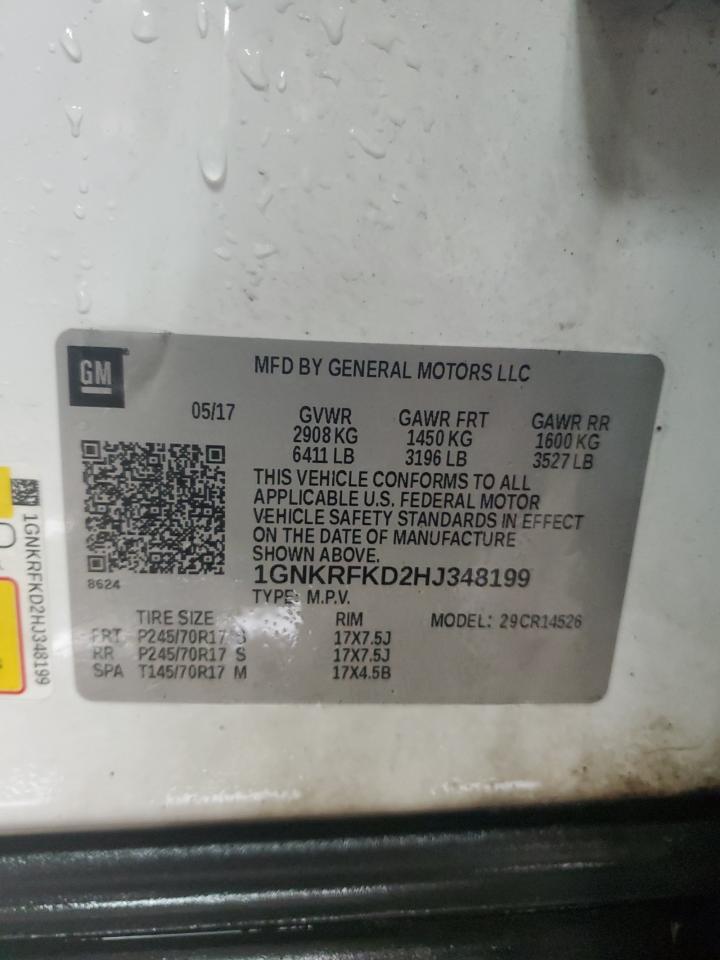 GM
MFD BY GENERAL MOTORS LLC
05/17 GVWR GAWR FRT GAWR RR
2908 KG 1450 KG 1600 KG
6411 LB 3196 LB 3527 LB
THIS VEHICLE CONFORMS TO ALL
APPLICABLE U.S. FEDERAL MOTOR
VEHICLE SAFETY STANDARDS IN EFFECT
ON THE DATE OF MANUFACTURE
SHOWN ABOVE.
8624
1GNKRFKD2HJ348199
TYPE: M.P.V.
TIRE SIZE RIM MODEL: 29CR14526
FRT P245/70R17 S 17X7.5J
RR P245/70R17 S 17X7.5J
SPA T145/70R17 M 17X4.5B
1GNKRFKD2HJ348199